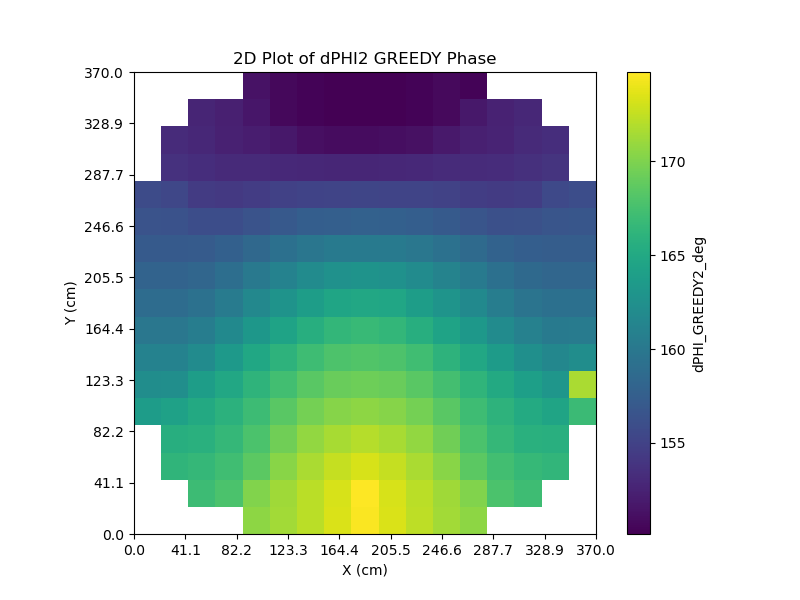 2D Plot of dPHI2 GREEDY Phase
370.0
328.9
287.7
246.6
205.5
164.4
123.3
82.2
41.1
0.0
Y (cm)
0.0 41.1 82.2 123.3 164.4 205.5 246.6 287.7 328.9 370.0
X (cm)
170
165
160
155
dPHI_GREEDY2_deg